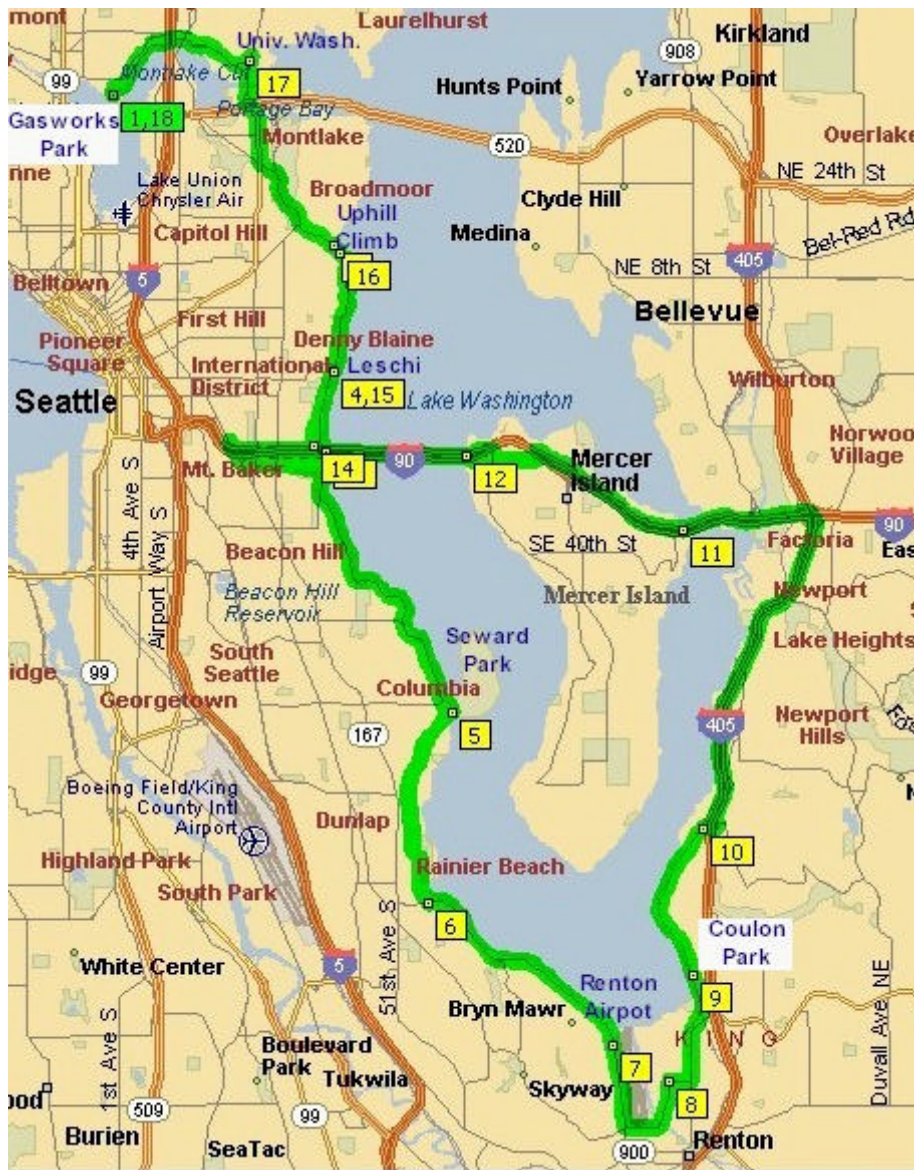 mont
Laurelhurst
Univ. Wash.
908
Kirkland
99
Montlake Cut
17
Hunts Point
Yarrow Point
1,18
Portage Bay
Gasworks
Park
Montlake
520
Overlake
nne
NE 24th St
Lake Union
Chrysler Air
Broadmoor
Clyde Hill
Uphill
Climb
Capitol Hill
Medina
Bel-Red Rd
405
5
16
NE 8th St
Belltown
Bellevue
First Hill
Pioneer
Square
Denny Blaine
International
District
Leschi
Wilburton
Seattle
4,15
Lake Washington
Norwoo
Village
Mt. Baker
14
90
12
Mercer
Island
4th Ave S
Airport Way S
90
SE 40th St
11
Factoria
Eas
Beacon Hill
Beacon Hill
Reservoir
Mercer Island
Newport
Seward
Park
Lake Heights
South
Seattle
idge
99
Georgetown
Columbia
5
405
Newport
Hills
167
Boeing Field/King
County Intl
Airport
Dunlap
10
Highland Park
Rainier Beach
South Park
6
51st Ave S
Coulon
Park
White Center
5
Renton
Airpot
9
Bryn Mawr
KING
Duvall Ave NE
1st Ave S
Boulevard
Park
7
Tukwila
Skyway
8
ood
509
99
Burien
SeaTac
900
Renton